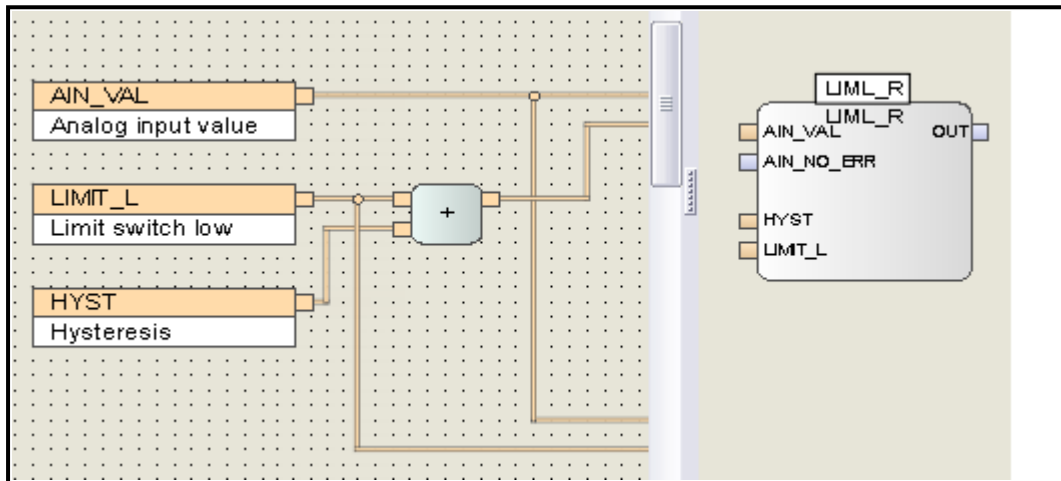 AIN_VAL
Analog input value
LIMIT_L
Limit switch low
HYST
Hysteresis
+
LIML_R
LIML_R
AIN_VAL OUT
AIN_NO_ERR
HYST
LIMIT_L